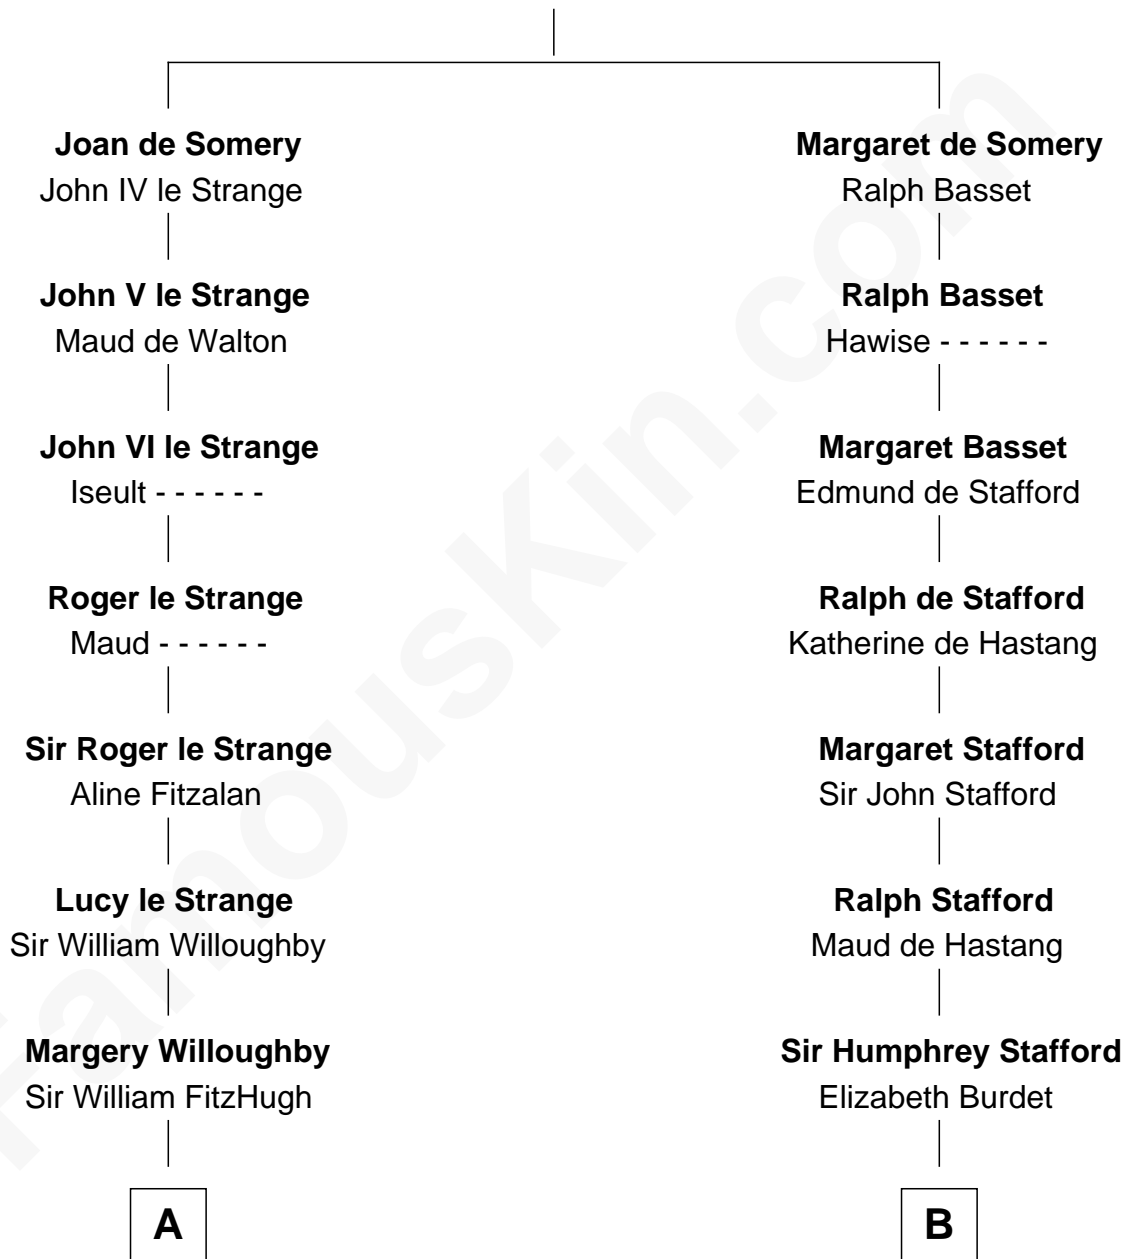 Joan de Somery
John IV le Strange
John V le Strange
Maud de Walton
John VI le Strange
Iseult - - - - - -
Roger le Strange
Maud - - - - - -
Sir Roger le Strange
Aline Fitzalan
Lucy le Strange
Sir William Willoughby
Margery Willoughby
Sir William FitzHugh
A
Margaret de Somery
Ralph Basset
Ralph Basset
Hawise - - - - - -
Margaret Basset
Edmund de Stafford
Ralph de Stafford
Katherine de Hastang
Margaret Stafford
Sir John Stafford
Ralph Stafford
Maud de Hastang
Sir Humphrey Stafford
Elizabeth Burdet
B
FamousKin.com